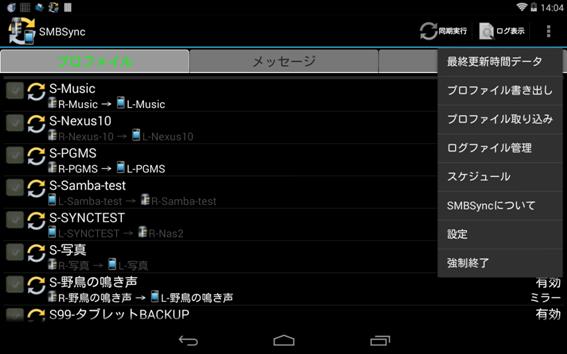 14:04
SMBSync
同期実行
ログ表示
プロファイル
メッセージ
最終更新時間データ
プロファイル書き出し
プロファイル取り込み
ログファイル管理
スケジュール
SMBSyncについて
設定
強制終了
S-Music
R-Music → L-Music
S-Nexus10
R-Nexus-10 → L-Nexus10
S-PGMS
R-PGMS → L-PGMS
S-Samba-test
L-Samba-test → R-Samba-test
S-SYNCTEST
L-SYNCTEST → R-Nas2
S-写真
R-写真 → L-写真
S-野鳥の鳴き声 有効
R-野鳥の鳴き声 → L-野鳥の鳴き声 ミラー
S99-タブレットBACKUP 有効